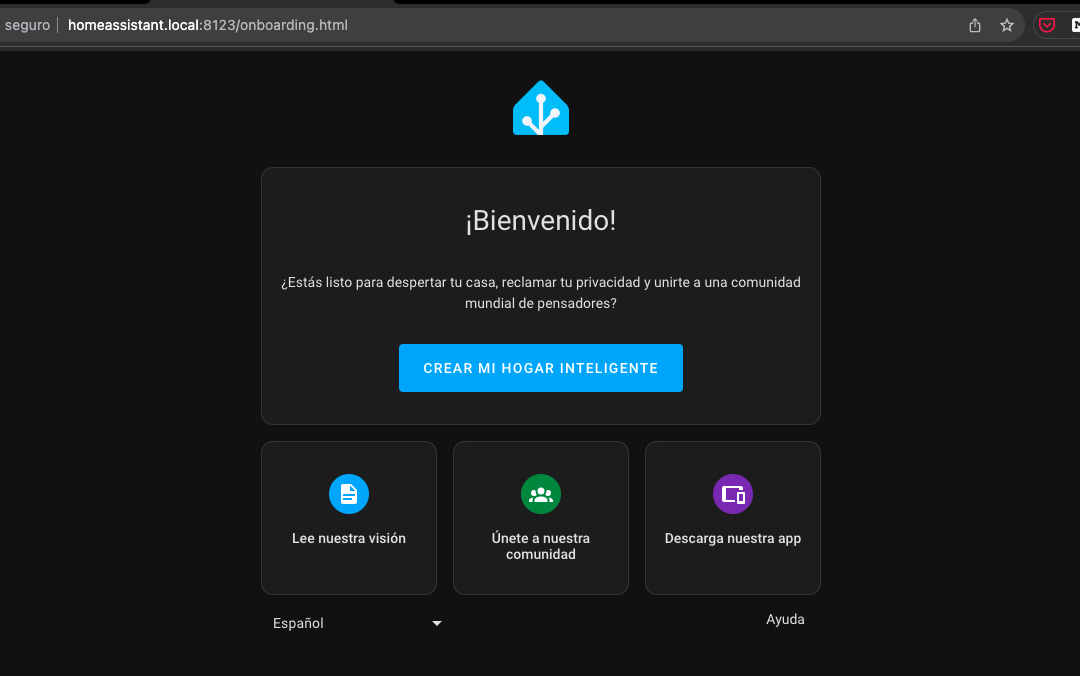 seguro | homeassistant.local:8123/onboarding.html
¡Bienvenido!
¿Estás listo para despertar tu casa, reclamar tu privacidad y unirte a una comunidad
mundial de pensadores?
CREAR MI HOGAR INTELIGENTE
Lee nuestra visión
Únete a nuestra
comunidad
Descarga nuestra app
Español
Ayuda